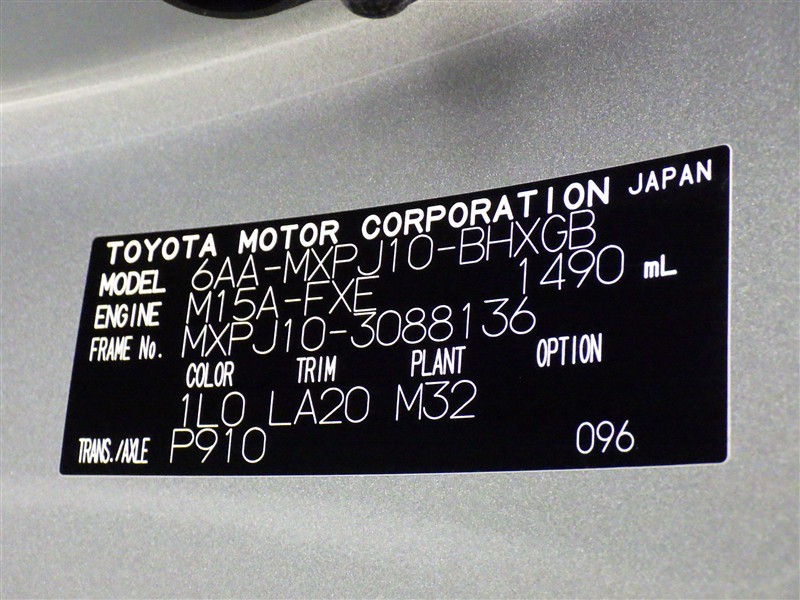 TOYOTA MOTOR CORPORATION JAPAN
MODEL 6AA-MXPJ10-BHXGB
ENGINE M15A-FXE 1490 mL
FRAME No. MXPJ10-3088136
COLOR TRIM PLANT OPTION
1L0 LA20 M32
TRANS./AXLE P910 096